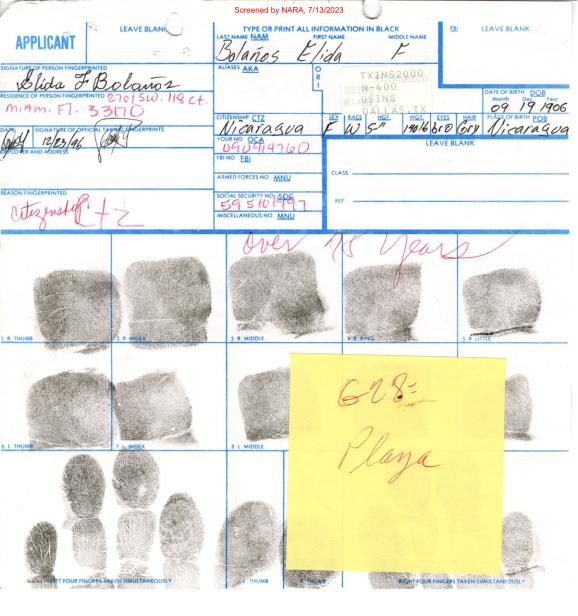 Screened by NARA, 7/13/2023
APPLICANT
LEAVE BLANK
TYPE OR PRINT ALL INFORMATION IN BLACK
FBI
LEAVE BLANK
LAST NAME NAM FIRST NAME MIDDLE NAME
Bolaños Elida F
SIGNATURE OF PERSON FINGERPRINTED
Elida F Bolaños
ALIASES AKA
ORI
TXINS2000
N-400
USINS
DALLAS, TX
RESIDENCE OF PERSON FINGERPRINTED
2701 S.W. 118 Ct.
Miami Fl. 33170
DATE OF BIRTH DOB
Month Day Year
09 19 1906
DATE SIGNATURE OF OFFICIAL TAKING FINGERPRINTS
12/23/96
CITIZENSHIP CTZ
Nicaragua
SEX RACE HGT. WGT. EYES HAIR
F W 5" bro Gry
PLACE OF BIRTH POB
Nicaragua
EMPLOYER AND ADDRESS
YOUR NO. OCA
090914760
LEAVE BLANK
FBI NO. FBI
CLASS
ARMED FORCES NO. MNU
REASON FINGERPRINTED
Citizenship Ctz
SOCIAL SECURITY NO. SOC
595101997
REF.
MISCELLANEOUS NO. MNU
Over 75 Years
1. R. THUMB
2. R. INDEX
3. R. MIDDLE
4. R. RING
5. R. LITTLE
6. L. THUMB
7. L. INDEX
8. L. MIDDLE
G28-
Playa
LEFT FOUR FINGERS TAKEN SIMULTANEOUSLY
L. THUMB
R. THUMB
RIGHT FOUR FINGERS TAKEN SIMULTANEOUSLY